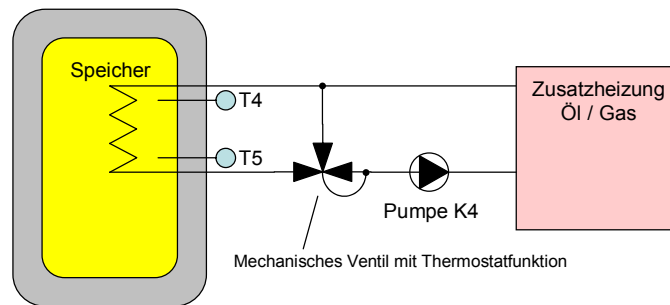 Speicher
T4
T5
Zusatzheizung
Öl / Gas
Pumpe K4
Mechanisches Ventil mit Thermostatfunktion